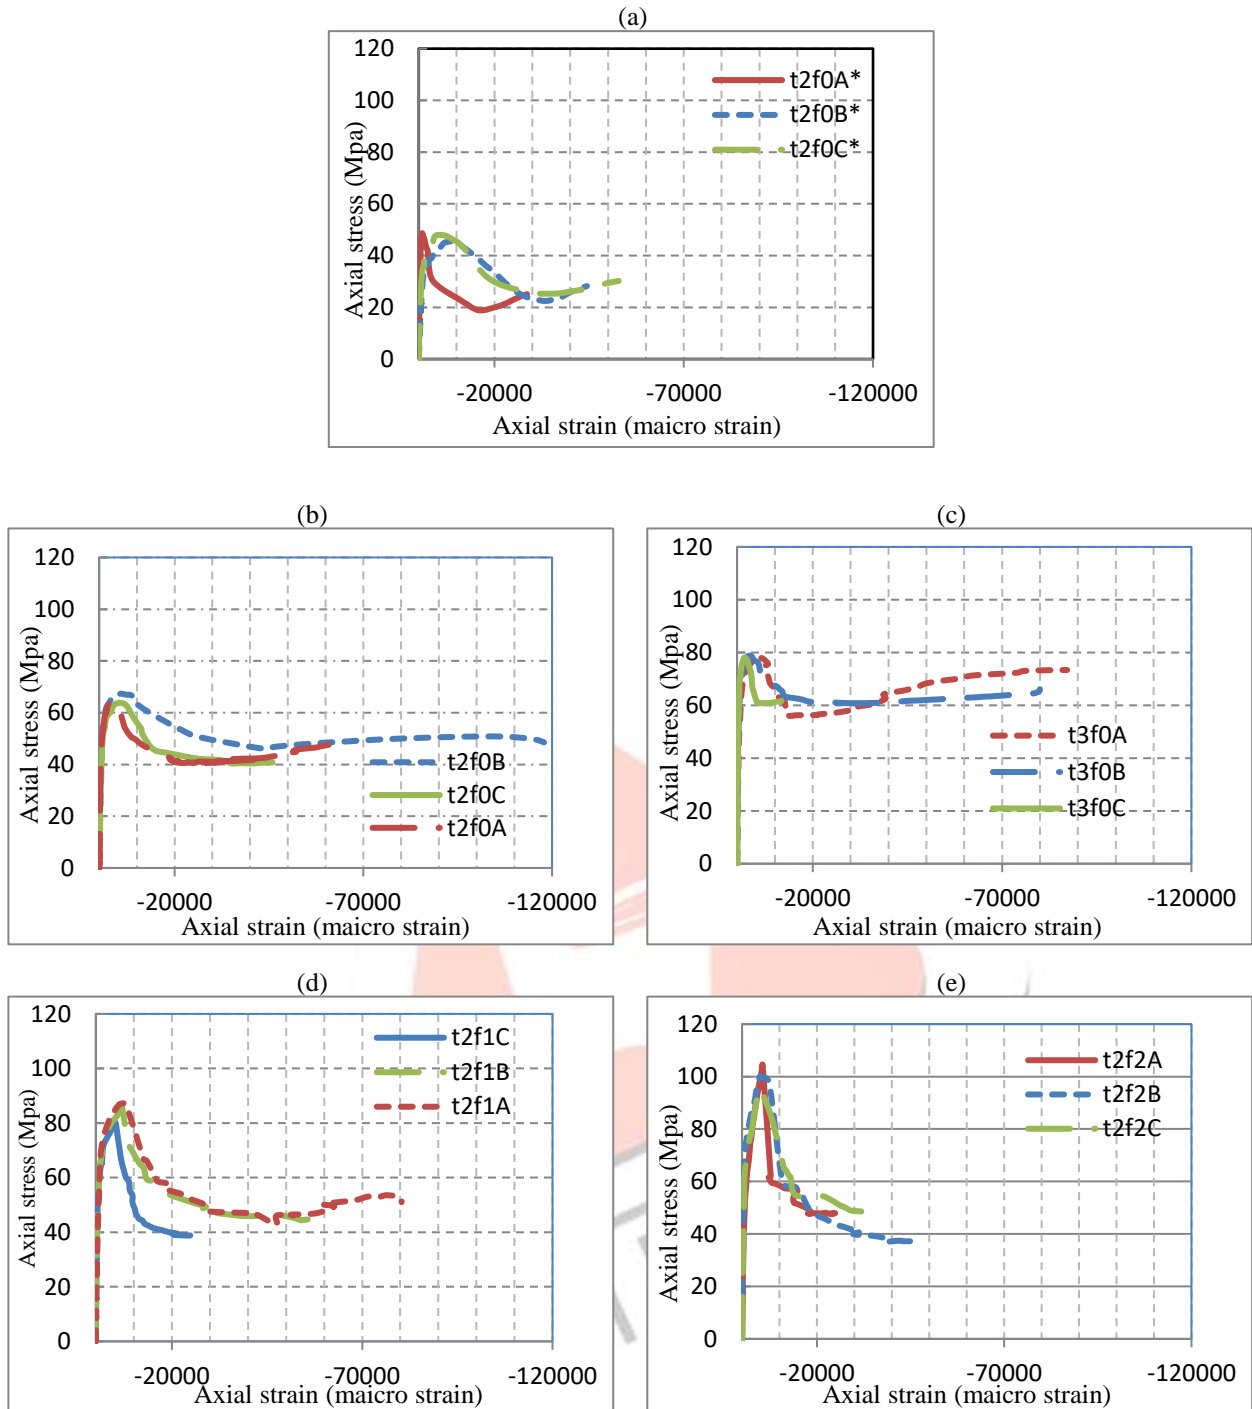 (a)
120
100
80
60
40
20
0
Axial stress (Mpa)
t2f0A*
t2f0B*
t2f0C*
-20000 -70000 -120000
Axial strain (maicro strain)
(b)
120
100
80
60
40
20
0
Axial stress (Mpa)
t2f0B
t2f0C
t2f0A
-20000 -70000 -120000
Axial strain (maicro strain)
(c)
120
100
80
60
40
20
0
Axial stress (Mpa)
t3f0A
t3f0B
t3f0C
-20000 -70000 -120000
Axial strain (maicro strain)
(d)
120
100
80
60
40
20
0
Axial stress (Mpa)
t2f1C
t2f1B
t2f1A
-20000 -70000 -120000
Axial strain (maicro strain)
(e)
120
100
80
60
40
20
0
Axial stress (Mpa)
t2f2A
t2f2B
t2f2C
-20000 -70000 -120000
Axial strain (maicro strain)